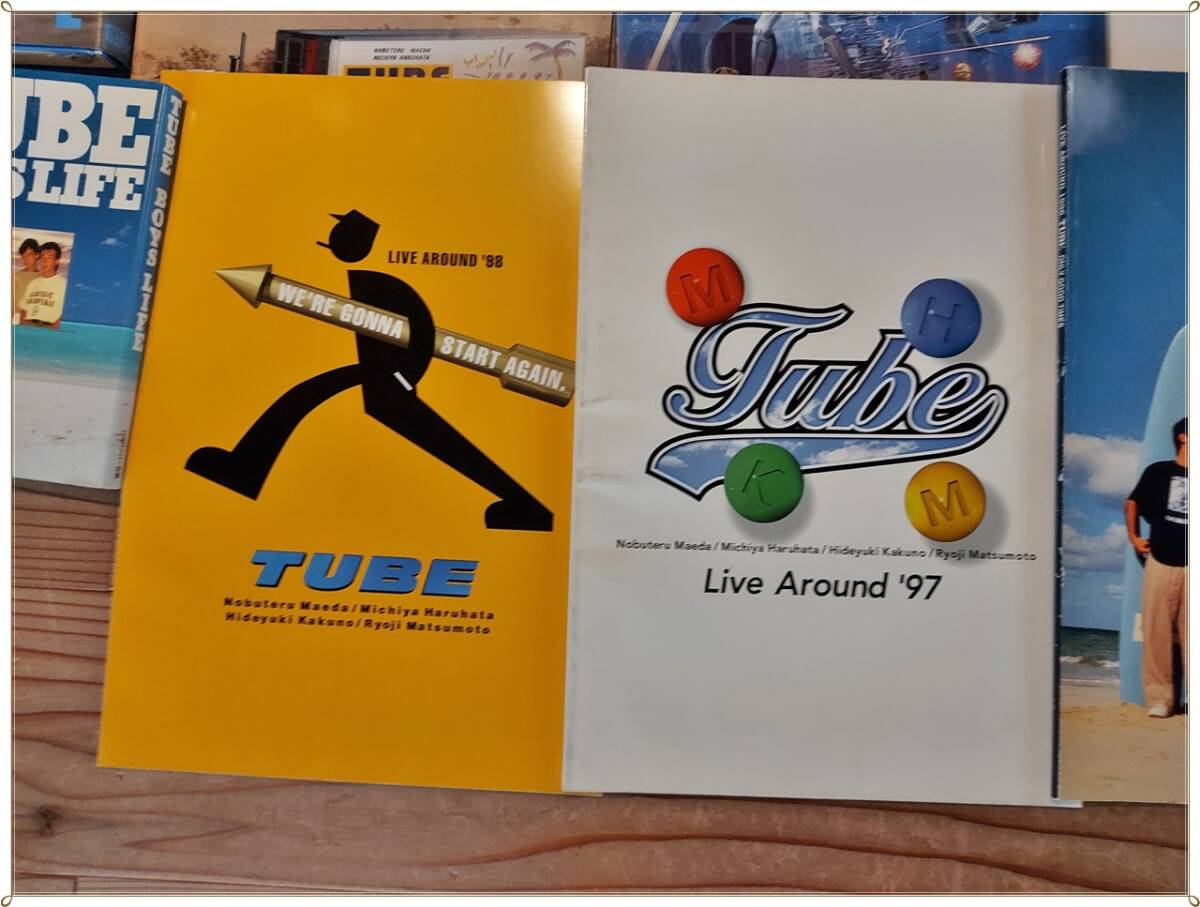 NOBUTERU MAEDA
MICHIYA HARUHATA
TUBE
UBE
LIFE
TUBE BOYS LIFE
LIVE AROUND '98
WE'RE GONNA START AGAIN.
TUBE
Nobuteru Maeda/Michiya Haruhata
Hideyuki Kakuno/Ryoji Matsumoto
M
H
Tube
K
M
Nobuteru Maeda/Michiya Haruhata/Hideyuki Kakuno/Ryoji Matsumoto
Live Around '97